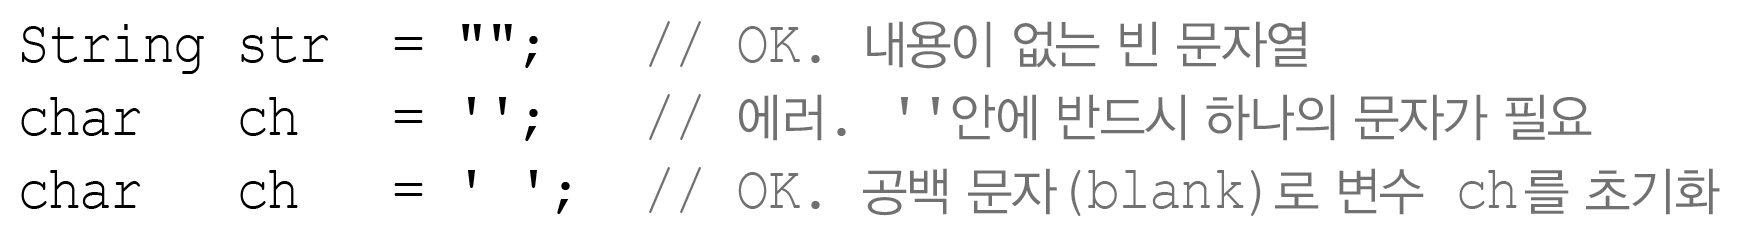 String str  = "";   // OK. 내용이 없는 빈 문자열
char   ch   = '';   // 에러. ''안에 반드시 하나의 문자가 필요
char   ch   = ' ';  // OK. 공백 문자(blank)로 변수 ch를 초기화